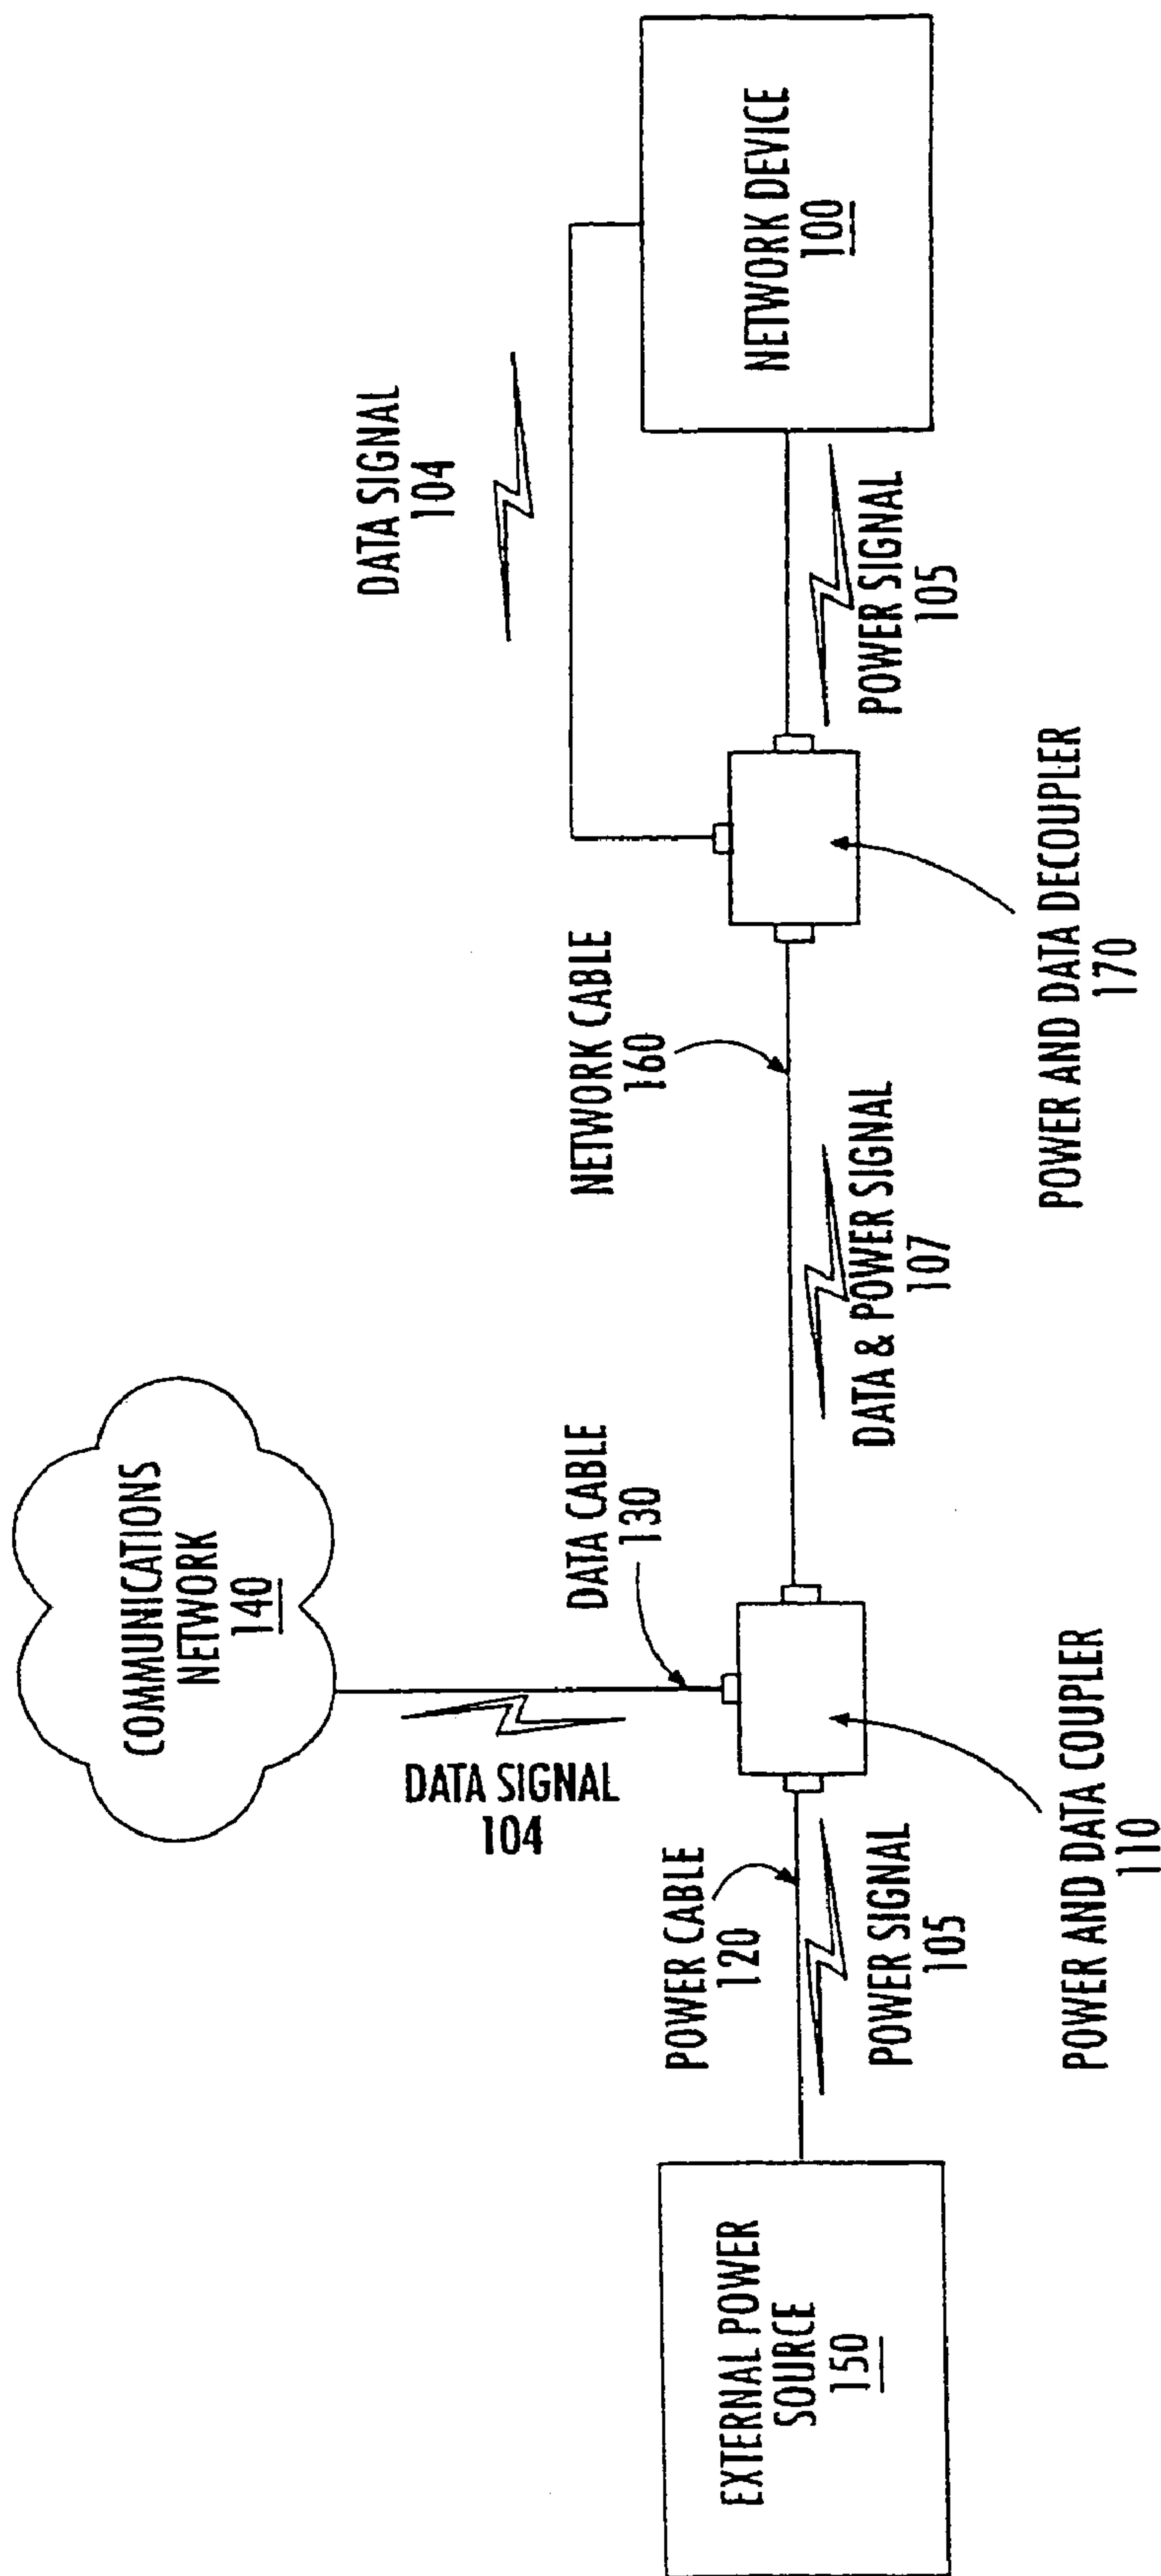 COMMUNICATIONS
NETWORK
140
DATA SIGNAL
104
DATA CABLE
130
EXTERNAL POWER
SOURCE
150
POWER CABLE
120
POWER SIGNAL
105
POWER AND DATA COUPLER
110
DATA & POWER SIGNAL
107
NETWORK CABLE
160
POWER AND DATA DECOUPLER
170
DATA SIGNAL
104
POWER SIGNAL
105
NETWORK DEVICE
100